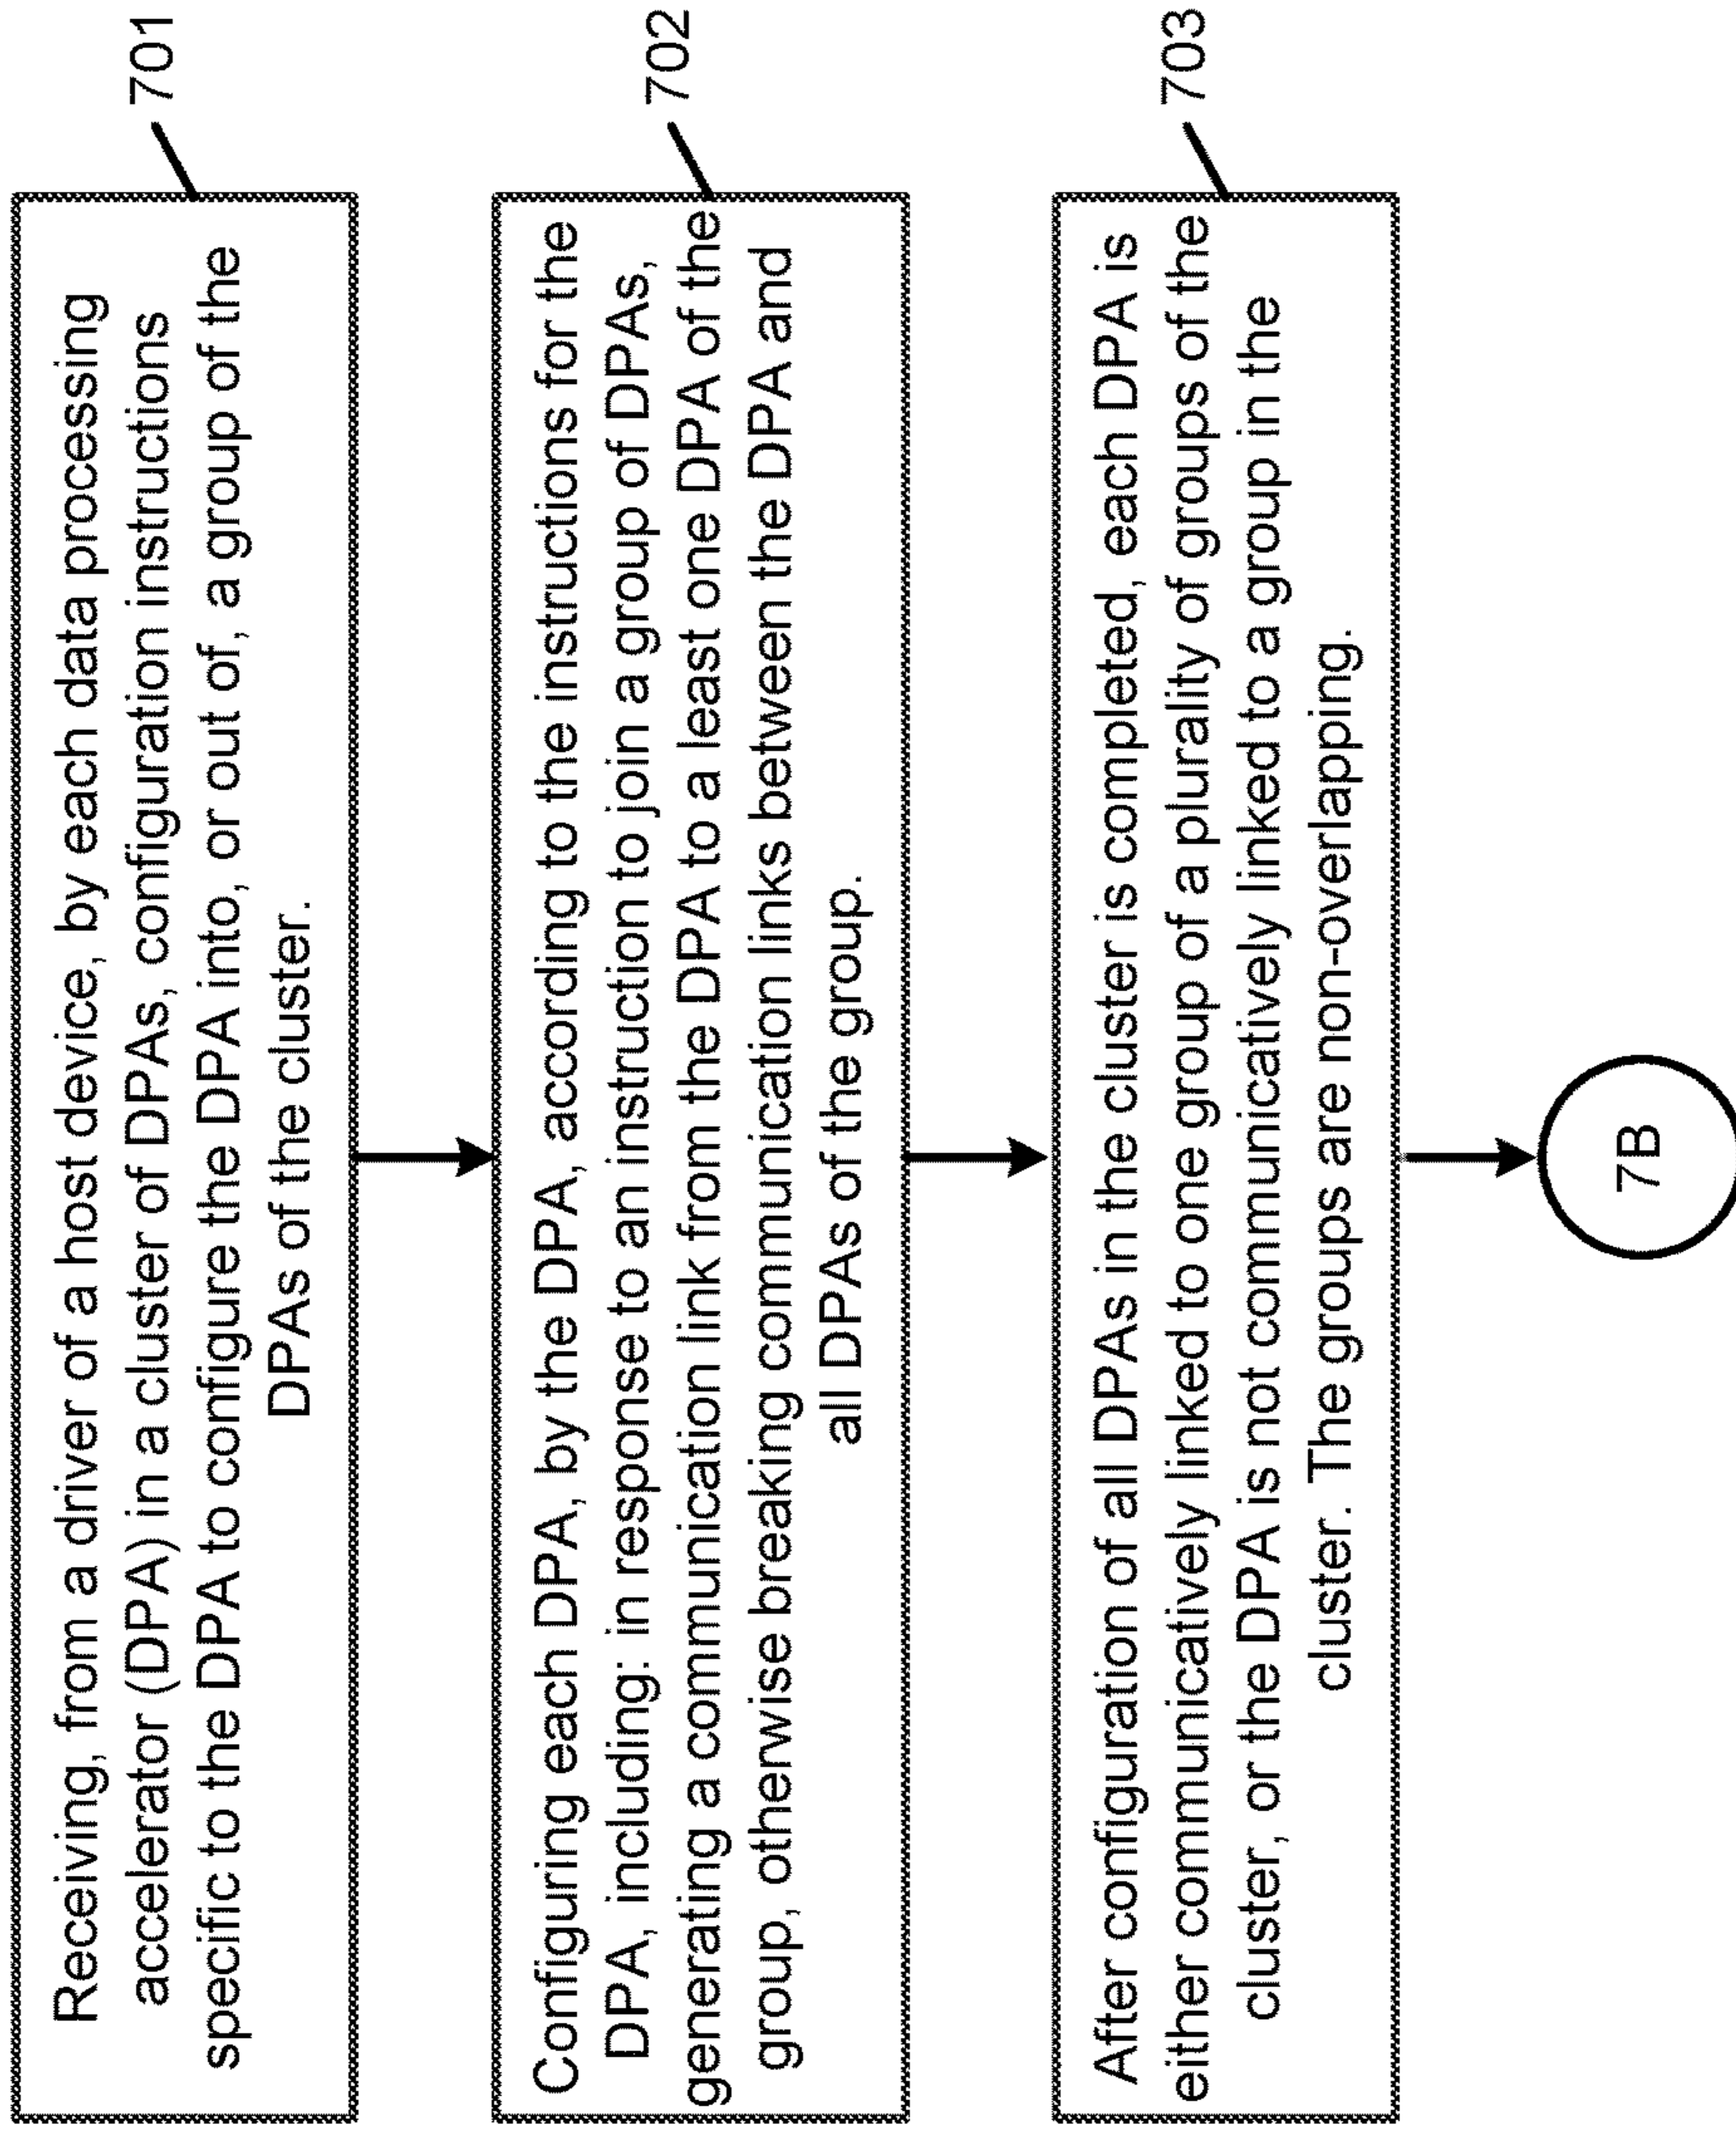 Receiving, from a driver of a host device, by each data processing
accelerator (DPA) in a cluster of DPAs, configuration instructions
specific to the DPA to configure the DPA into, or out of, a group of the
DPAs of the cluster.
701
Configuring each DPA, by the DPA, according to the instructions for the
DPA, including: in response to an instruction to join a group of DPAs,
generating a communication link from the DPA to a least one DPA of the
group, otherwise breaking communication links between the DPA and
all DPAs of the group.
702
After configuration of all DPAs in the cluster is completed, each DPA is
either communicatively linked to one group of a plurality of groups of the
cluster, or the DPA is not communicatively linked to a group in the
cluster. The groups are non-overlapping.
703
7B